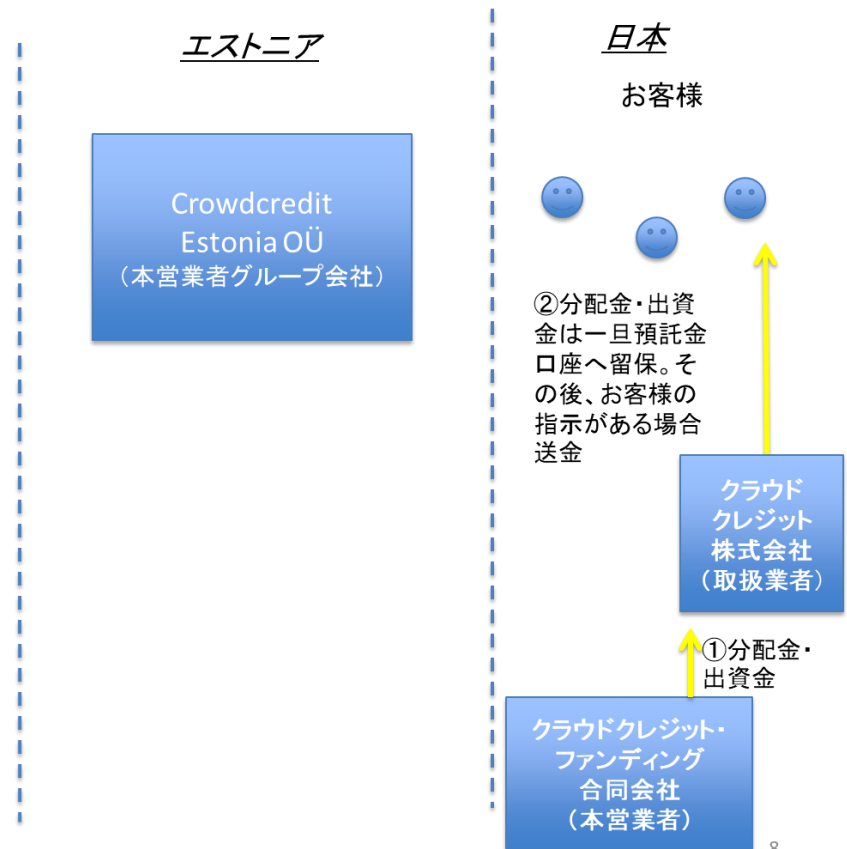 エストニア
日本
お客様
Crowdcredit
Estonia OÜ
（本営業者グループ会社）
②分配金・出資
金は一旦預託金
口座へ留保。そ
の後、お客様の
指示がある場合
送金
クラウド
クレジット
株式会社
（取扱業者）
①分配金・
出資金
クラウドクレジット・
ファンディング
合同会社
（本営業者）
8